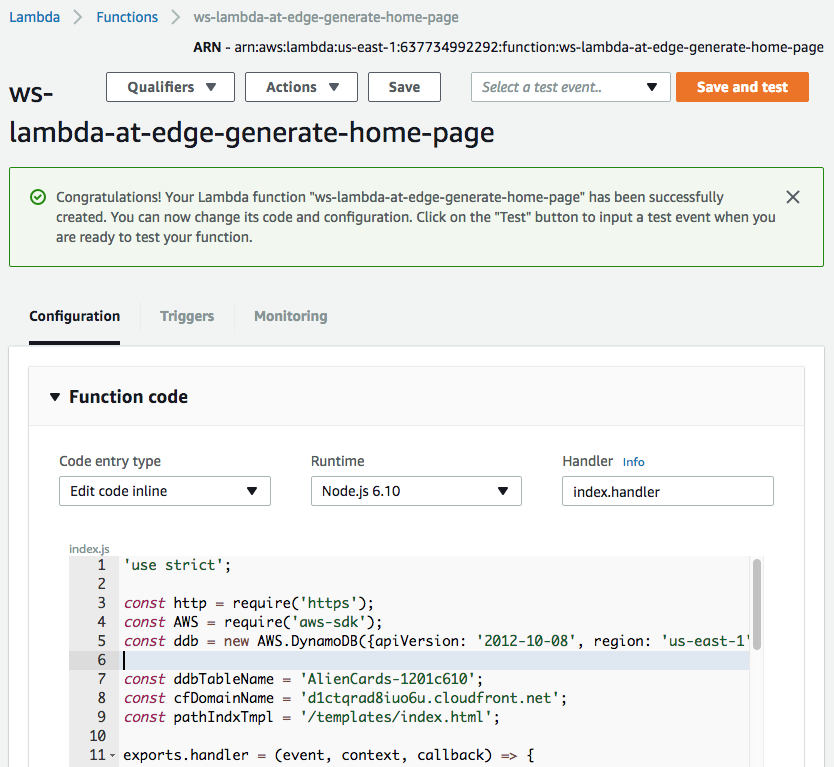 Lambda > Functions > ws-lambda-at-edge-generate-home-page
ARN - arn:aws:lambda:us-east-1:637734992292:function:ws-lambda-at-edge-generate-home-page
ws-
lambda-at-edge-generate-home-page
Qualifiers Actions Save Select a test event.. Save and test
Congratulations! Your Lambda function "ws-lambda-at-edge-generate-home-page" has been successfully
created. You can now change its code and configuration. Click on the "Test" button to input a test event when you
are ready to test your function.
Configuration Triggers Monitoring
Function code
Code entry type Runtime Handler Info
Edit code inline Node.js 6.10 index.handler
index.js
1 'use strict';
2
3 const http = require('https');
4 const AWS = require('aws-sdk');
5 const ddb = new AWS.DynamoDB({apiVersion: '2012-10-08', region: 'us-east-1'
6
7 const ddbTableName = 'AlienCards-1201c610';
8 const cfDomainName = 'd1ctqrad8iuo6u.cloudfront.net';
9 const pathIndxTmpl = '/templates/index.html';
10
11 exports.handler = (event, context, callback) => {